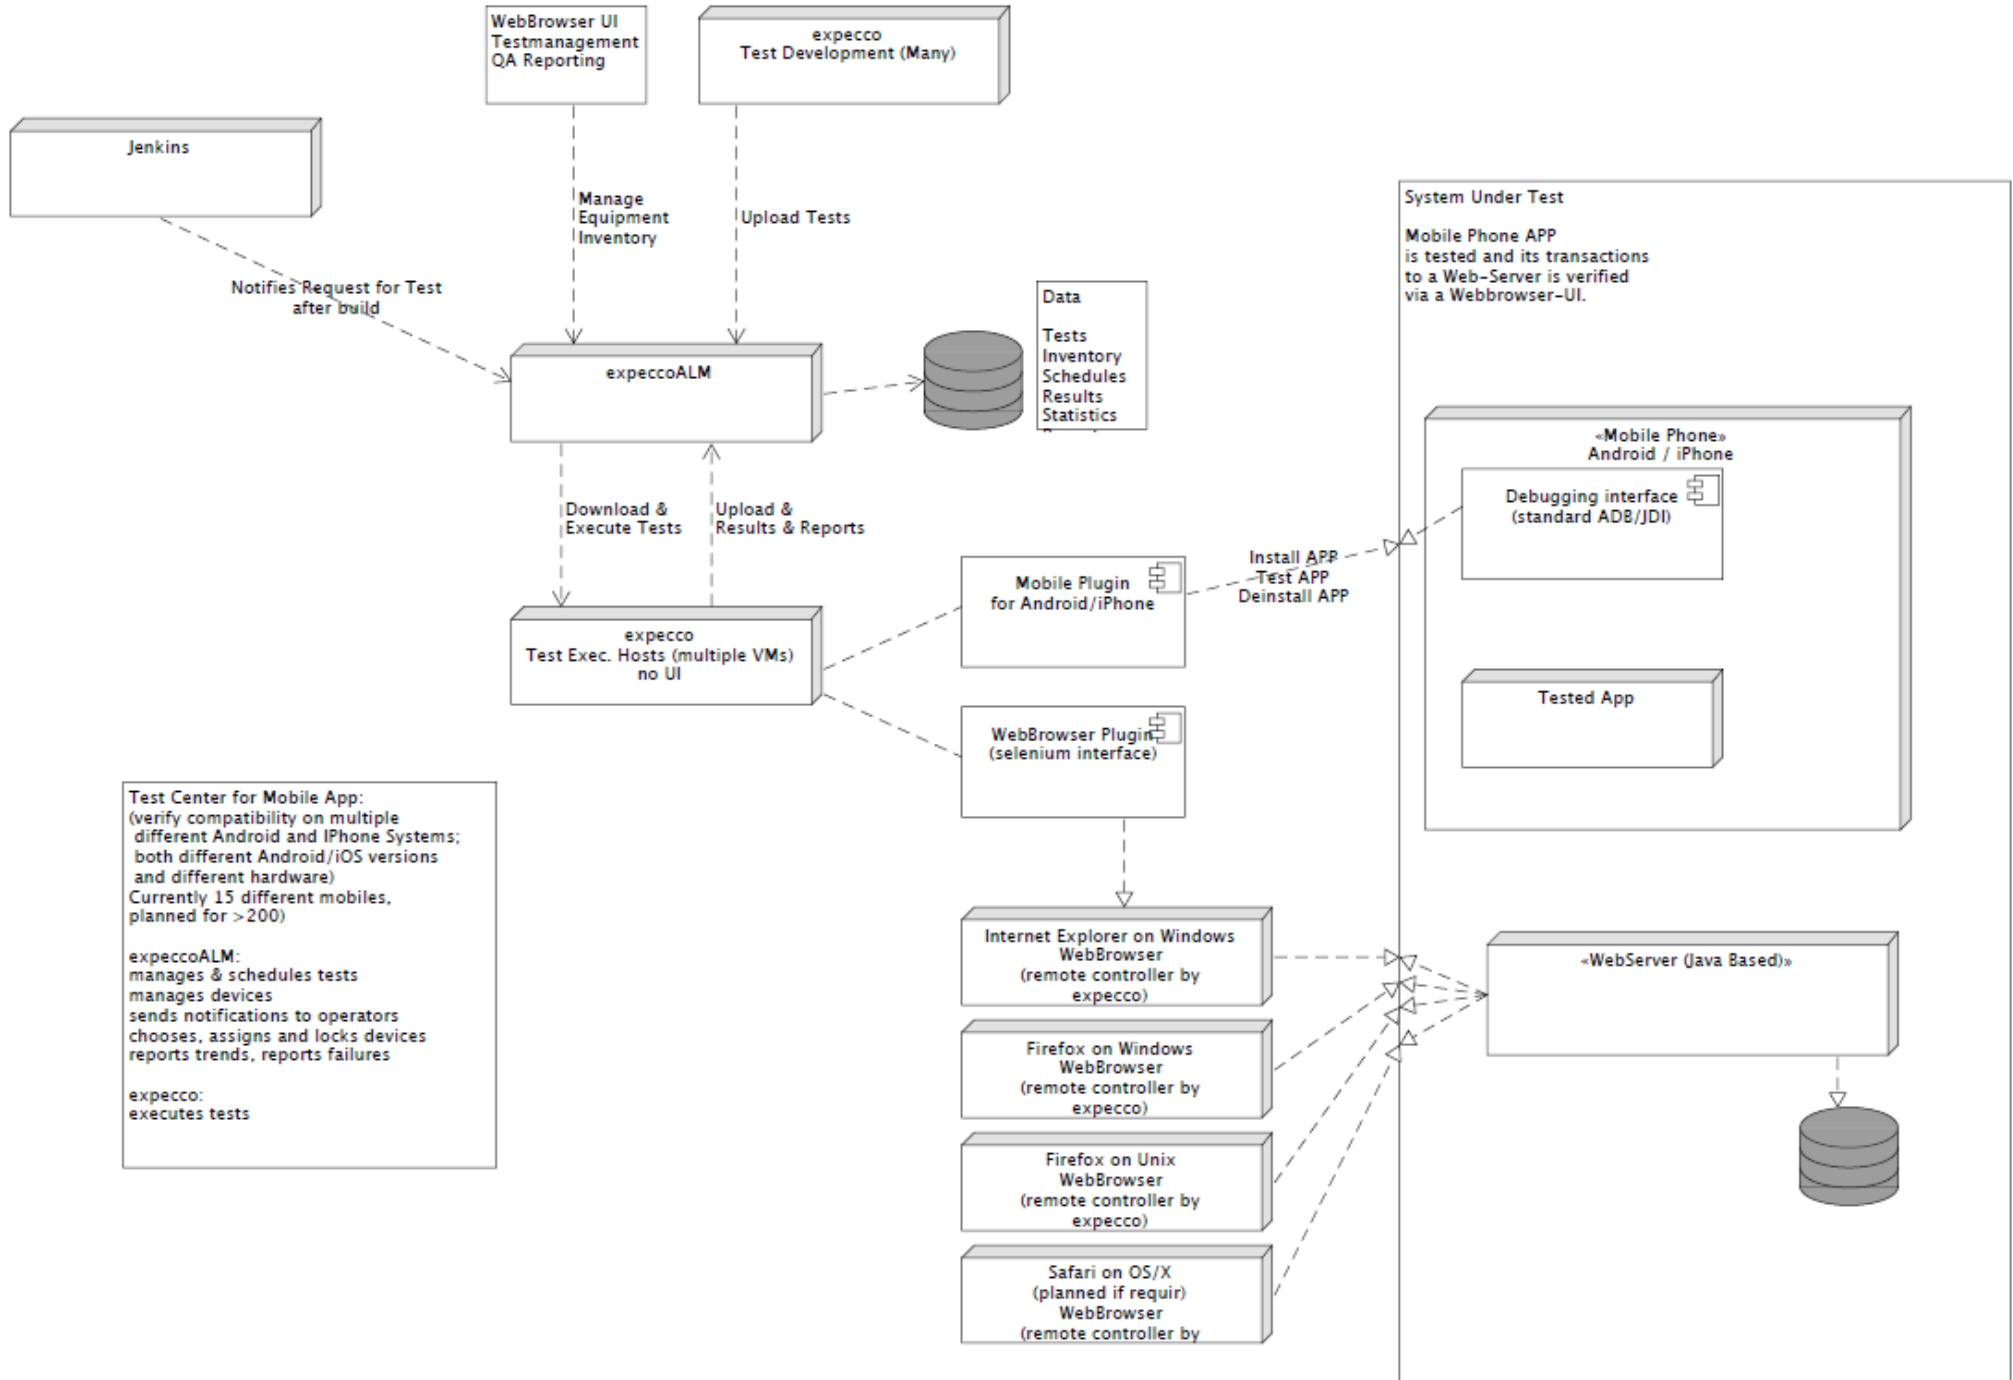 WebBrowser UI
Testmanagement
QA Reporting
expecco
Test Development (Many)
Jenkins
Manage
Equipment
Inventory
Upload Tests
Notifies Request for Test
after build
expeccoALM
Data
Tests
Inventory
Schedules
Results
Statistics
System Under Test
Mobile Phone APP
is tested and its transactions
to a Web-Server is verified
via a Webbrowser-UI.
«Mobile Phone»
Android / iPhone
Debugging interface
(standard ADB/JDI)
Tested App
Download &
Execute Tests
Upload &
Results & Reports
expecco
Test Exec. Hosts (multiple VMs)
no UI
Mobile Plugin
for Android/iPhone
Install APP
Test APP
Deinstall APP
WebBrowser Plugin
(selenium interface)
Test Center for Mobile App:
(verify compatibility on multiple
different Android and IPhone Systems;
both different Android/iOS versions
and different hardware)
Currently 15 different mobiles,
planned for >200)
expeccoALM:
manages & schedules tests
manages devices
sends notifications to operators
chooses, assigns and locks devices
reports trends, reports failures
expecco:
executes tests
Internet Explorer on Windows
WebBrowser
(remote controller by
expecco)
Firefox on Windows
WebBrowser
(remote controller by
expecco)
Firefox on Unix
WebBrowser
(remote controller by
expecco)
Safari on OS/X
(planned if requir)
WebBrowser
(remote controller by
«WebServer (Java Based)»